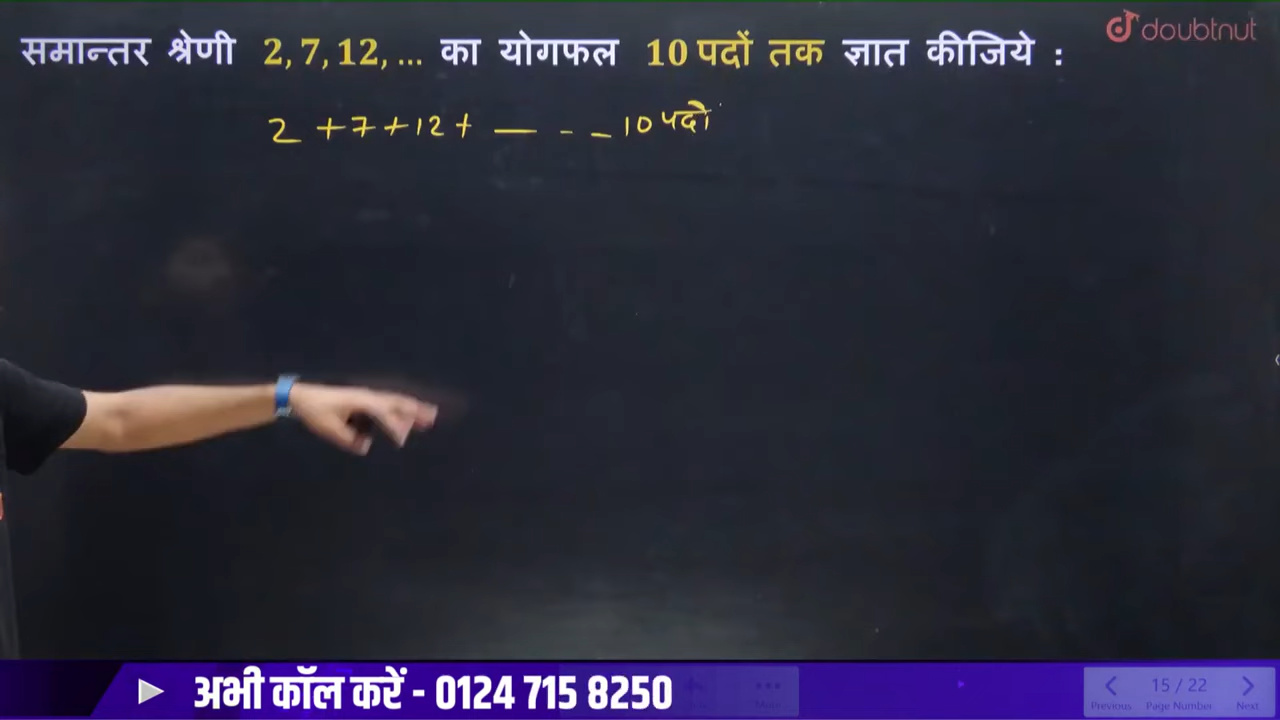 समान्तर श्रेणी 2, 7, 12, ... का योगफल 10 पदों तक ज्ञात कीजिये :
doubtnut
2 + 7 + 12 + — - – 10 पदो
अभी कॉल करें - 0124 715 8250
15 / 22
Previous Page Number Next